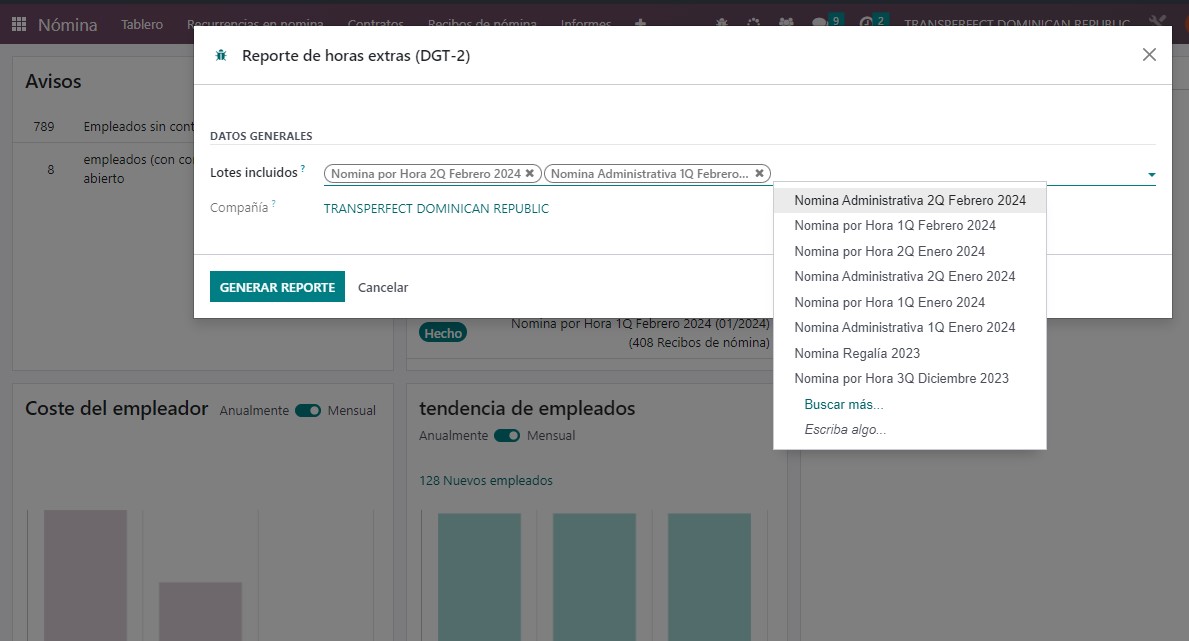 Nómina Tablero Recurrencias en nomina Contratos Recibos de nómina Informes 9 2 TRANSPERFECT DOMINICAN REPUBLIC
Reporte de horas extras (DGT-2)
Avisos
789 Empleados sin cont
8 empleados (con co
abierto
DATOS GENERALES
Lotes incluidos ? Nomina por Hora 2Q Febrero 2024 Nomina Administrativa 1Q Febrero...
Compañía ? TRANSPERFECT DOMINICAN REPUBLIC
Nomina Administrativa 2Q Febrero 2024
Nomina por Hora 1Q Febrero 2024
Nomina por Hora 2Q Enero 2024
Nomina Administrativa 2Q Enero 2024
Nomina por Hora 1Q Enero 2024
Nomina Administrativa 1Q Enero 2024
Nomina Regalía 2023
Nomina por Hora 3Q Diciembre 2023
Buscar más...
Escriba algo...
GENERAR REPORTE Cancelar
Hecho Nomina por Hora 1Q Febrero 2024 (01/2024)
(408 Recibos de nómina)
Coste del empleador Anualmente Mensual
tendencia de empleados
Anualmente Mensual
128 Nuevos empleados